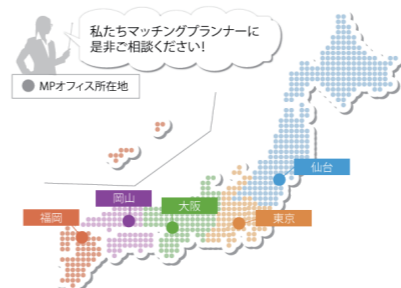 私たちマッチングプランナーに
是非ご相談ください!
MPオフィス所在地
仙台
岡山
大阪
福岡
東京